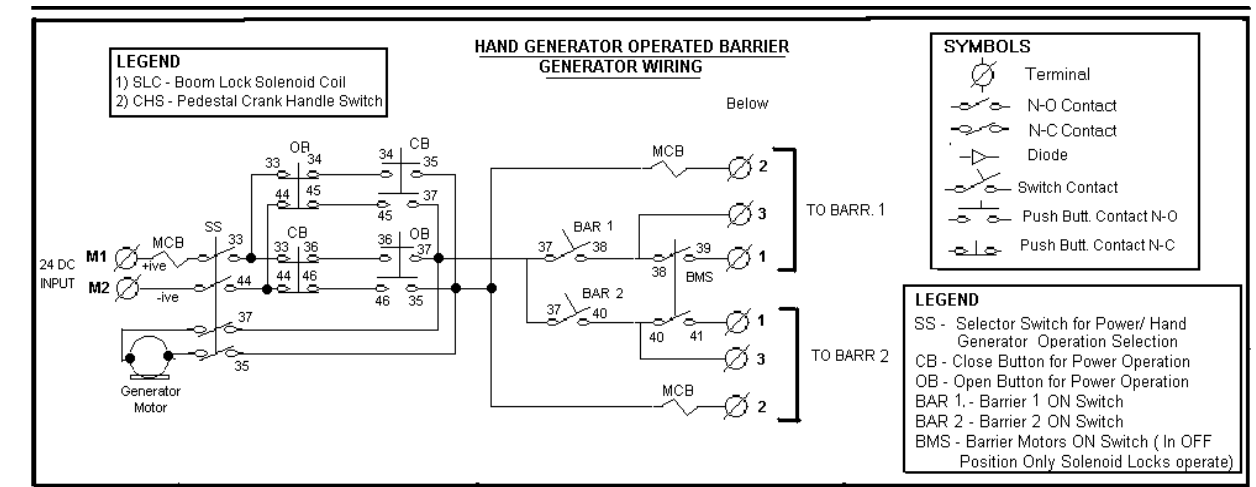 HAND GENERATOR OPERATED BARRIER
GENERATOR WIRING
LEGEND
1) SLC - Boom Lock Solenoid Coil
2) CHS - Pedestal Crank Handle Switch
Below
OB
33 34
CB
34 35
44 45
45 37
MCB
2
3
TO BARR. 1
SS
CB
33 36
OB
36 37
BAR 1
37 38
39
38
BMS
1
24 DC
INPUT
M1
MCB
+ive
33
M2
-ive
44
44 46
46 35
BAR 2
37 40
40 41
1
3
TO BARR 2
37
35
MCB
2
Generator
Motor
SYMBOLS
Terminal
N-O Contact
N-C Contact
Diode
Switch Contact
Push Butt. Contact N-O
Push Butt. Contact N-C
LEGEND
SS - Selector Switch for Power/ Hand
Generator Operation Selection
CB - Close Button for Power Operation
OB - Open Button for Power Operation
BAR 1. - Barrier 1 ON Switch
BAR 2 - Barrier 2 ON Switch
BMS - Barrier Motors ON Switch ( In OFF
Position Only Solenoid Locks operate)